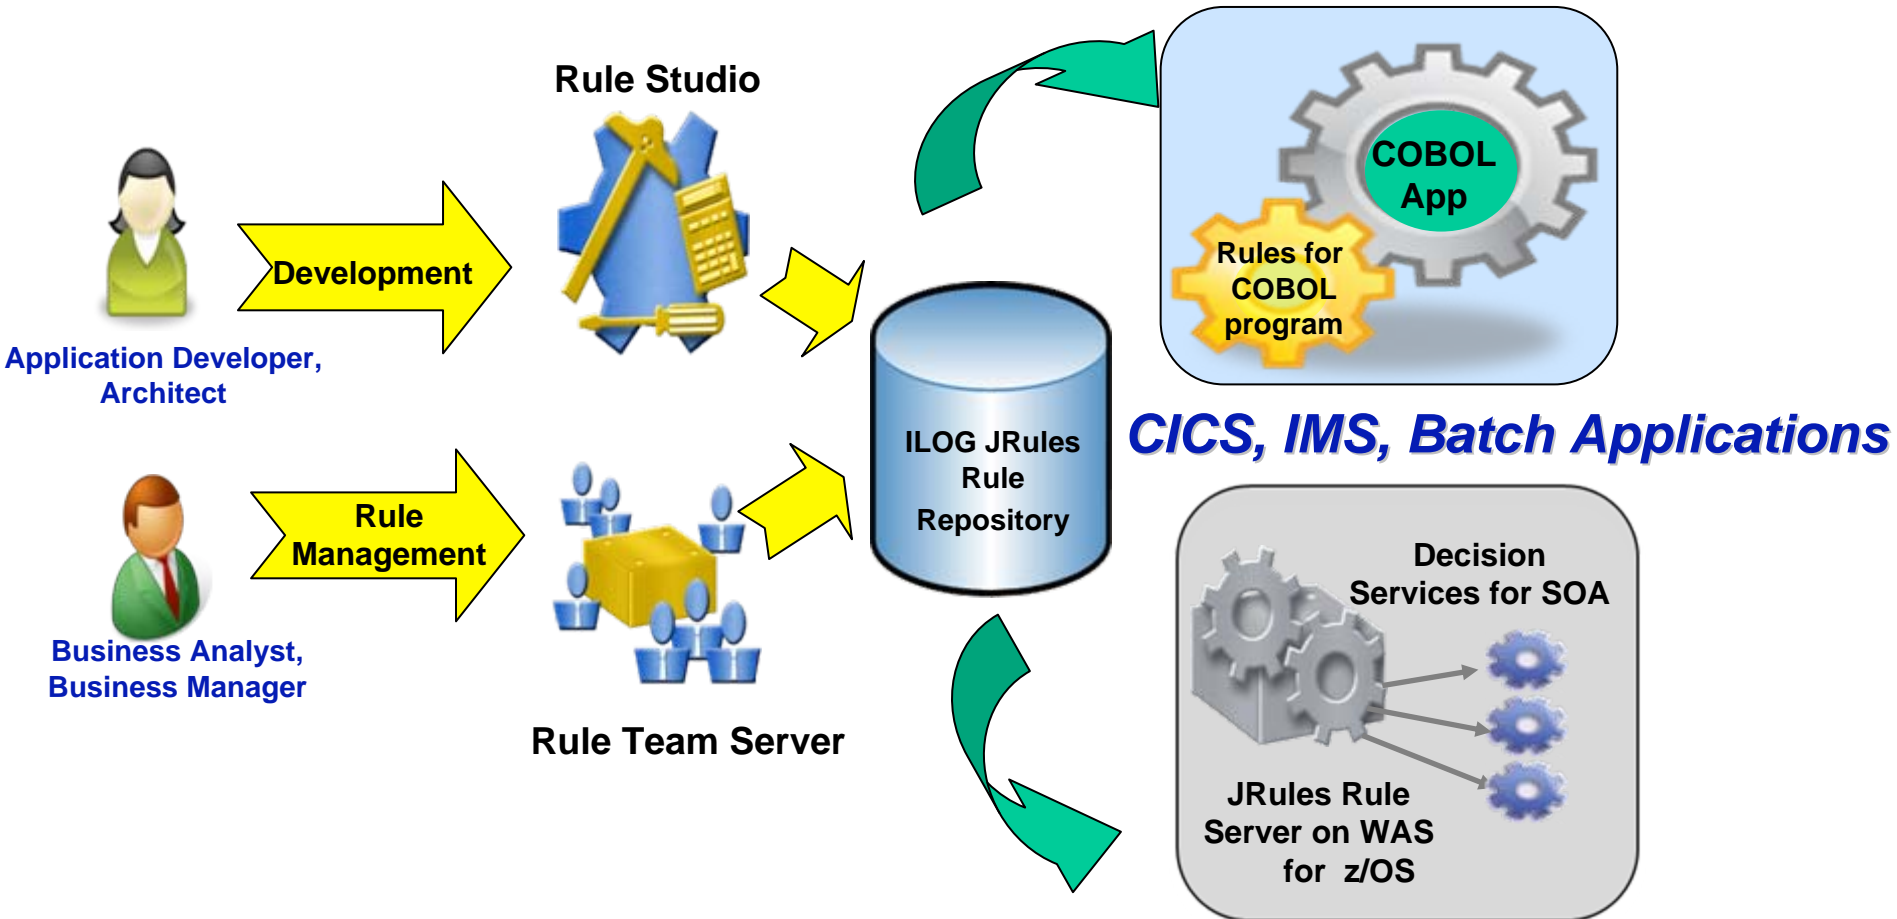 Rule Studio
Development
Application Developer,
Architect
Rule
Management
Business Analyst,
Business Manager
Rule Team Server
ILOG JRules
Rule
Repository
COBOL
App
Rules for
COBOL
program
CICS, IMS, Batch Applications
Decision
Services for SOA
JRules Rule
Server on WAS
for z/OS